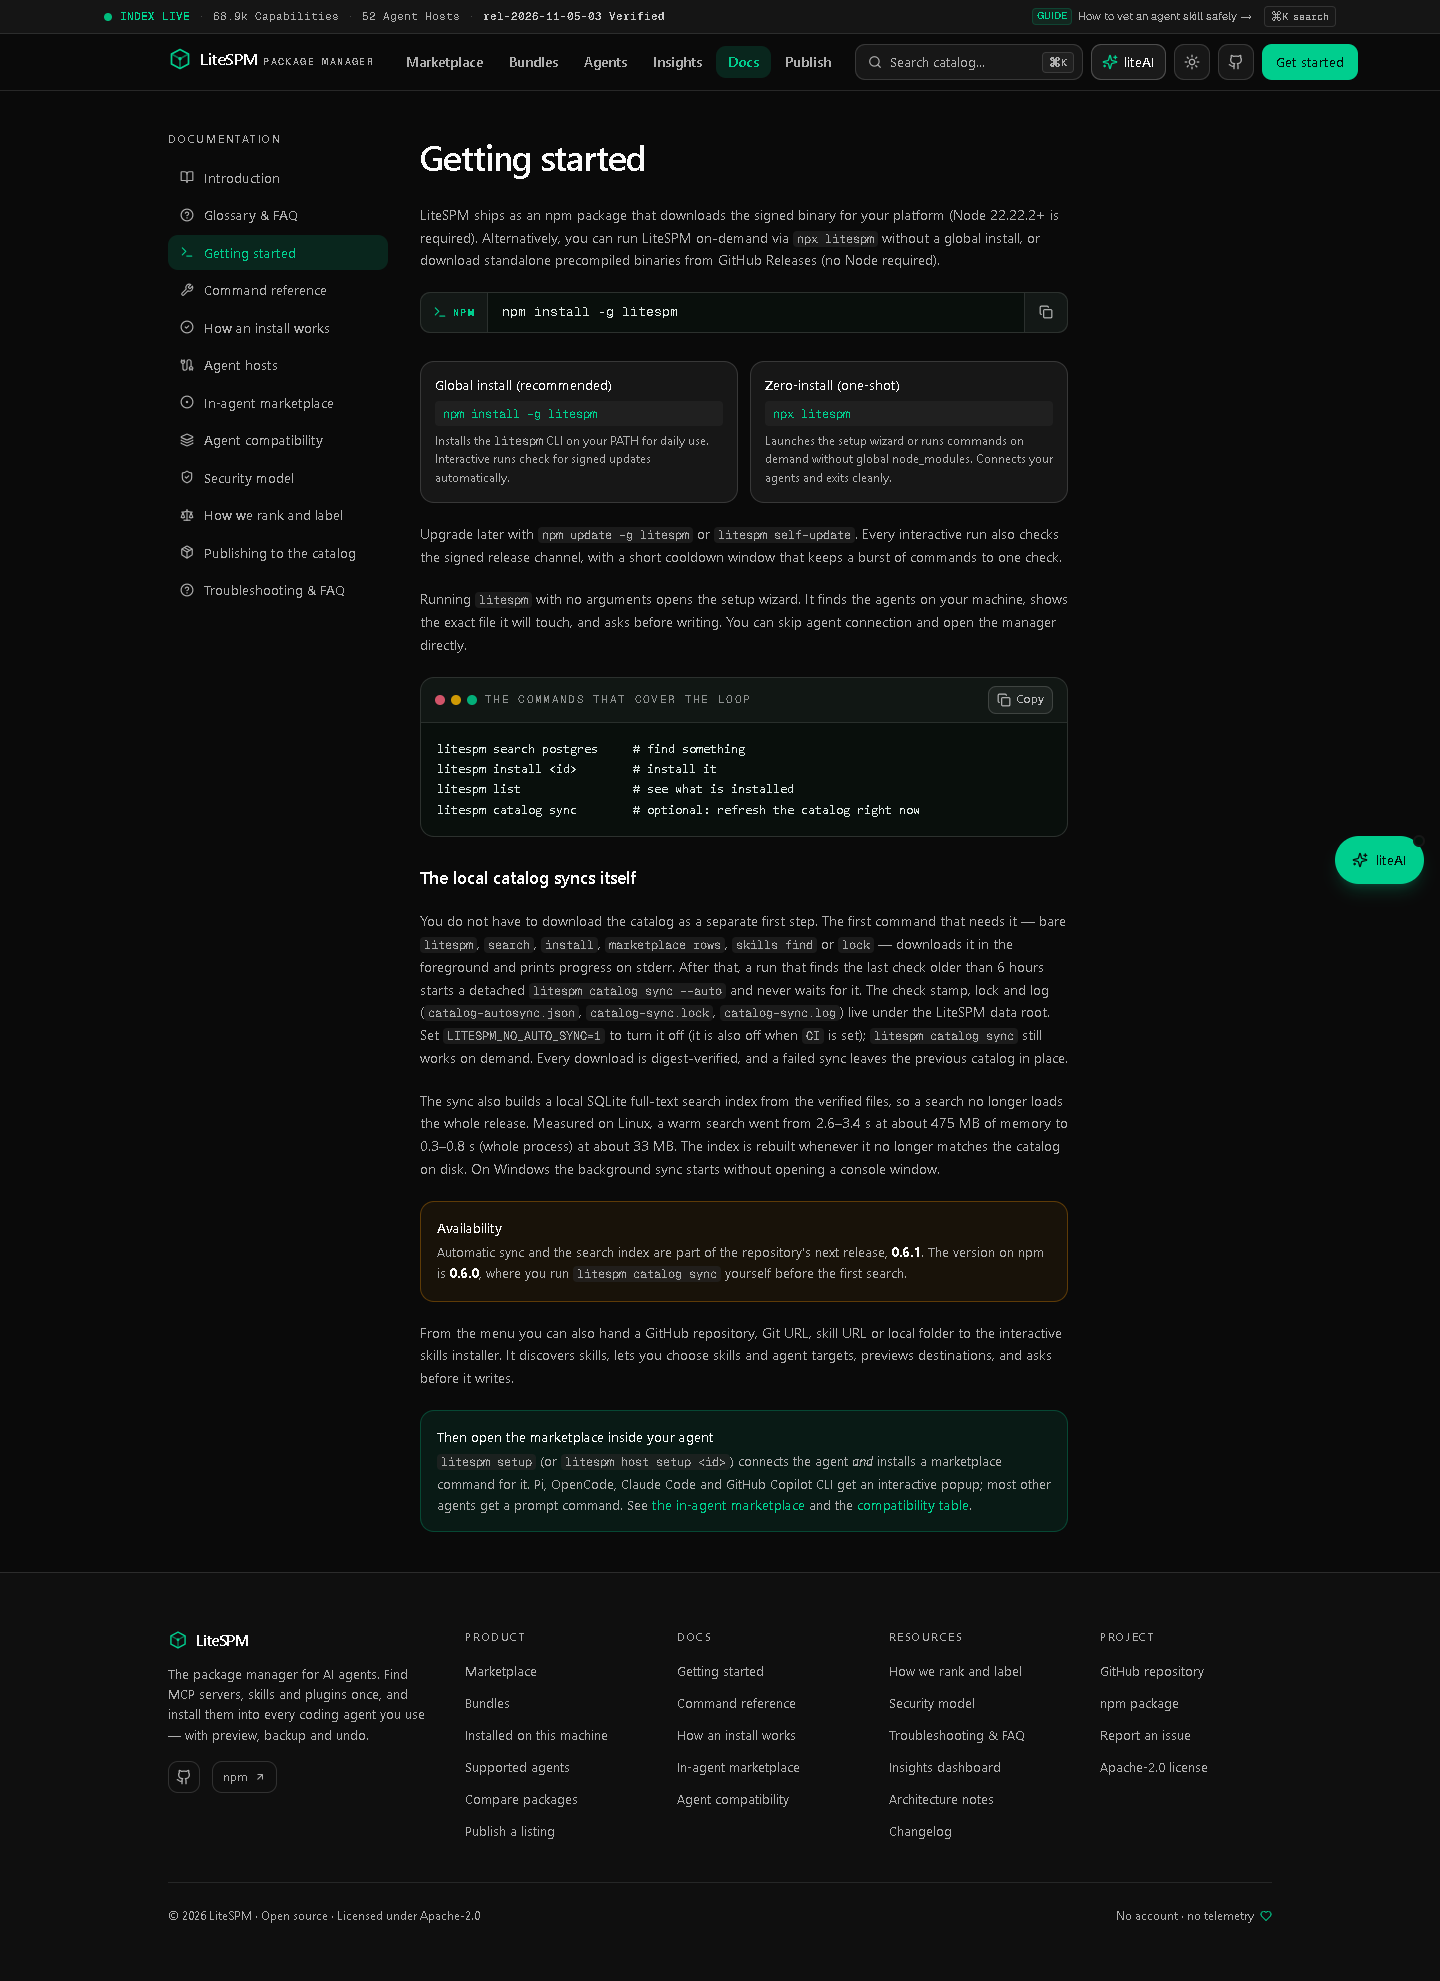 INDEX LIVE · 68.9k Capabilities · 52 Agent Hosts · rel-2026-11-05-03 Verified
GUIDE How to vet an agent skill safely → ⌘K search
LiteSPM PACKAGE MANAGER
Marketplace Bundles Agents Insights Docs Publish
Search catalog... ⌘K
liteAI
Get started
DOCUMENTATION
Introduction
Glossary & FAQ
Getting started
Command reference
How an install works
Agent hosts
In-agent marketplace
Agent compatibility
Security model
How we rank and label
Publishing to the catalog
Troubleshooting & FAQ
Getting started
LiteSPM ships as an npm package that downloads the signed binary for your platform (Node 22.22.2+ is
required). Alternatively, you can run LiteSPM on-demand via npx litespm without a global install, or
download standalone precompiled binaries from GitHub Releases (no Node required).
NPM npm install -g litespm
Global install (recommended)
npm install -g litespm
Installs the litespm CLI on your PATH for daily use.
Interactive runs check for signed updates
automatically.
Zero-install (one-shot)
npx litespm
Launches the setup wizard or runs commands on
demand without global node_modules. Connects your
agents and exits cleanly.
Upgrade later with npm update -g litespm or litespm self-update. Every interactive run also checks
the signed release channel, with a short cooldown window that keeps a burst of commands to one check.
Running litespm with no arguments opens the setup wizard. It finds the agents on your machine, shows
the exact file it will touch, and asks before writing. You can skip agent connection and open the manager
directly.
THE COMMANDS THAT COVER THE LOOP
Copy
litespm search postgres # find something
litespm install <id> # install it
litespm list # see what is installed
litespm catalog sync # optional: refresh the catalog right now
The local catalog syncs itself
You do not have to download the catalog as a separate first step. The first command that needs it — bare
litespm, search, install, marketplace rows, skills find or lock — downloads it in the
foreground and prints progress on stderr. After that, a run that finds the last check older than 6 hours
starts a detached litespm catalog sync --auto and never waits for it. The check stamp, lock and log
(catalog-autosync.json, catalog-sync.lock, catalog-sync.log) live under the LiteSPM data root.
Set LITESPM_NO_AUTO_SYNC=1 to turn it off (it is also off when CI is set); litespm catalog sync still
works on demand. Every download is digest-verified, and a failed sync leaves the previous catalog in place.
The sync also builds a local SQLite full-text search index from the verified files, so a search no longer loads
the whole release. Measured on Linux, a warm search went from 2.6–3.4 s at about 475 MB of memory to
0.3–0.8 s (whole process) at about 33 MB. The index is rebuilt whenever it no longer matches the catalog
on disk. On Windows the background sync starts without opening a console window.
Availability
Automatic sync and the search index are part of the repository's next release, 0.6.1. The version on npm
is 0.6.0, where you run litespm catalog sync yourself before the first search.
From the menu you can also hand a GitHub repository, Git URL, skill URL or local folder to the interactive
skills installer. It discovers skills, lets you choose skills and agent targets, previews destinations, and asks
before it writes.
Then open the marketplace inside your agent
litespm setup (or litespm host setup <id>) connects the agent and installs a marketplace
command for it. Pi, OpenCode, Claude Code and GitHub Copilot CLI get an interactive popup; most other
agents get a prompt command. See the in-agent marketplace and the compatibility table.
liteAI
LiteSPM
The package manager for AI agents. Find
MCP servers, skills and plugins once, and
install them into every coding agent you use
— with preview, backup and undo.
npm
PRODUCT
Marketplace
Bundles
Installed on this machine
Supported agents
Compare packages
Publish a listing
DOCS
Getting started
Command reference
How an install works
In-agent marketplace
Agent compatibility
RESOURCES
How we rank and label
Security model
Troubleshooting & FAQ
Insights dashboard
Architecture notes
Changelog
PROJECT
GitHub repository
npm package
Report an issue
Apache-2.0 license
© 2026 LiteSPM · Open source · Licensed under Apache-2.0
No account · no telemetry